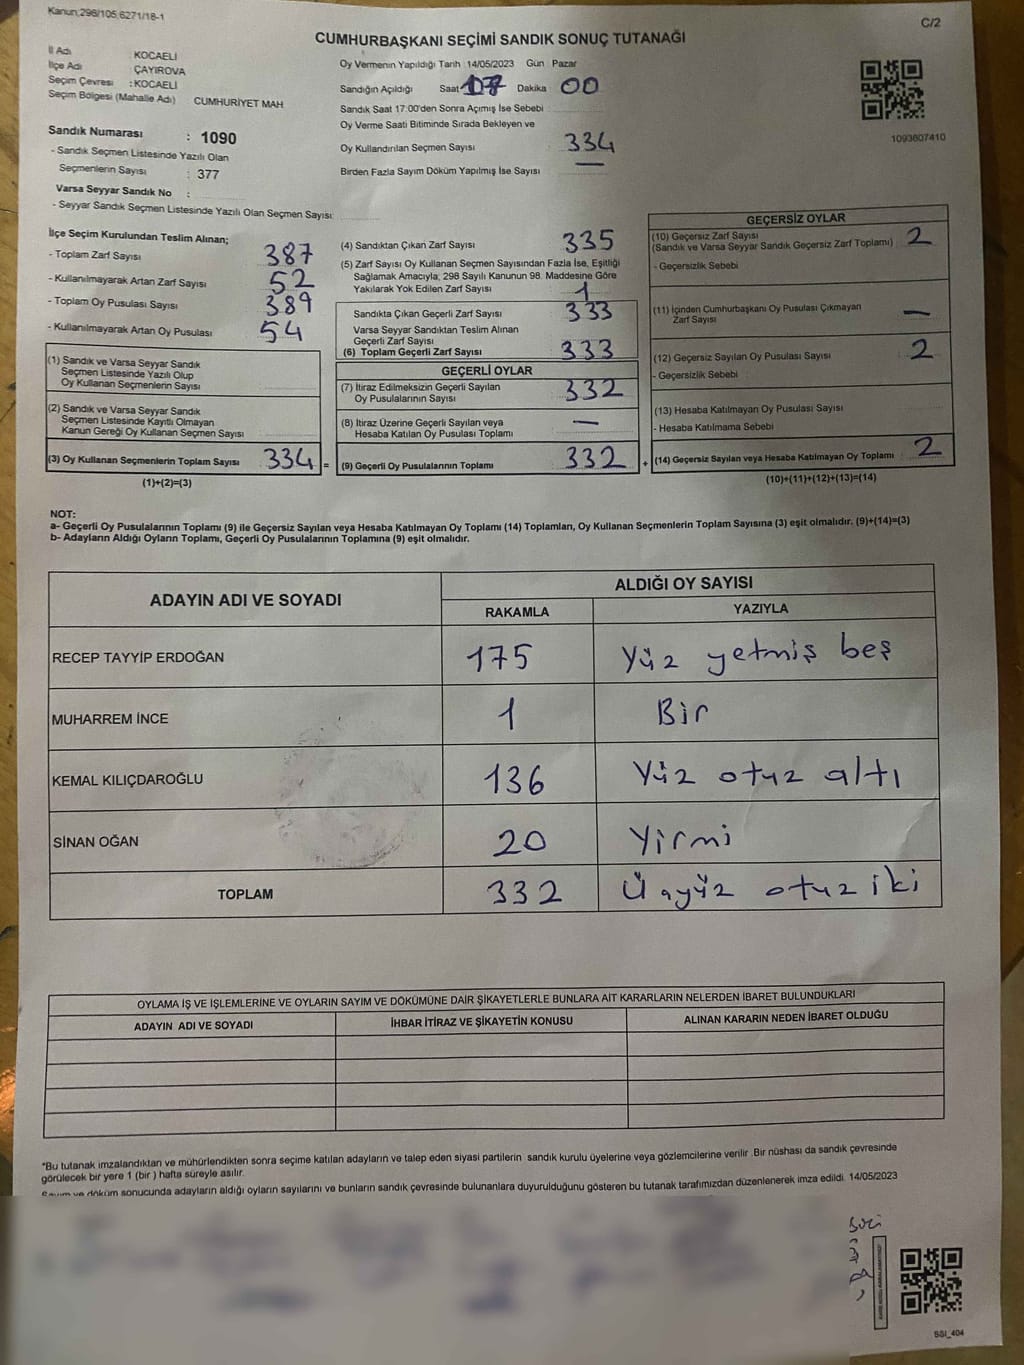 Kanun;298/105,6271/18-1
C/2
CUMHURBAŞKANI SEÇİMİ SANDIK SONUÇ TUTANAĞI
İl Adı : KOCAELİ
İlçe Adı : ÇAYIROVA
Seçim Çevresi : KOCAELİ
Seçim Bölgesi (Mahalle Adı) CUMHURİYET MAH
Sandık Numarası : 1090
- Sandık Seçmen Listesinde Yazılı Olan
Seçmenlerin Sayısı : 377
Varsa Seyyar Sandık No :
- Seyyar Sandık Seçmen Listesinde Yazılı Olan Seçmen Sayısı:
Oy Vermenin Yapıldığı Tarih :14/05/2023 Gün Pazar
Sandığın Açıldığı Saat 17 Dakika 00
Sandık Saat 17:00'den Sonra Açımış İse Sebebi
Oy Verme Saati Bitiminde Sırada Bekleyen ve
Oy Kullandırılan Seçmen Sayısı : 334
Birden Fazla Sayım Döküm Yapılmış İse Sayısı —
1093607410
İlçe Seçim Kurulundan Teslim Alınan;
- Toplam Zarf Sayısı 387
- Kullanılmayarak Artan Zarf Sayısı 52
- Toplam Oy Pusulası Sayısı 389
- Kullanılmayarak Artan Oy Pusulası 54
(1) Sandık ve Varsa Seyyar Sandık
Seçmen Listesinde Yazılı Olup
Oy Kullanan Seçmenlerin Sayısı
(2) Sandık ve Varsa Seyyar Sandık
Seçmen Listesinde Kayıtlı Olmayan
Kanun Gereği Oy Kullanan Seçmen Sayısı
(3) Oy Kullanan Seçmenlerin Toplam Sayısı 334 =
(1)+(2)=(3)
(4) Sandıktan Çıkan Zarf Sayısı 335
(5) Zarf Sayısı Oy Kullanan Seçmen Sayısından Fazla İse, Eşitliği
Sağlamak Amacıyla, 298 Sayılı Kanunun 98. Maddesine Göre
Yakılarak Yok Edilen Zarf Sayısı 1
Sandıkta Çıkan Geçerli Zarf Sayısı 333
Varsa Seyyar Sandıktan Teslim Alınan
Geçerli Zarf Sayısı
(6) Toplam Geçerli Zarf Sayısı 333
GEÇERLİ OYLAR
(7) İtiraz Edilmeksizin Geçerli Sayılan
Oy Pusulalarının Sayısı 332
(8) İtiraz Üzerine Geçerli Sayılan veya
Hesaba Katılan Oy Pusulası Toplamı —
(9) Geçerli Oy Pusulalarının Toplamı 332 +
GEÇERSİZ OYLAR
(10) Geçersiz Zarf Sayısı
(Sandık ve Varsa Seyyar Sandık Geçersiz Zarf Toplamı) 2
- Geçersizlik Sebebi
(11) İçinden Cumhurbaşkanı Oy Pusulası Çıkmayan
Zarf Sayısı —
(12) Geçersiz Sayılan Oy Pusulası Sayısı 2
- Geçersizlik Sebebi
(13) Hesaba Katılmayan Oy Pusulası Sayısı
- Hesaba Katılmama Sebebi
(14) Geçersiz Sayılan veya Hesaba Katılmayan Oy Toplamı 2
(10)+(11)+(12)+(13)=(14)
NOT:
a- Geçerli Oy Pusulalarının Toplamı (9) ile Geçersiz Sayılan veya Hesaba Katılmayan Oy Toplamı (14) Toplamları, Oy Kullanan Seçmenlerin Toplam Sayısına (3) eşit olmalıdır. (9)+(14)=(3)
b- Adayların Aldığı Oyların Toplamı, Geçerli Oy Pusulalarının Toplamına (9) eşit olmalıdır.
ADAYIN ADI VE SOYADI ALDIĞI OY SAYISI
RAKAMLA YAZIYLA
RECEP TAYYİP ERDOĞAN 175 Yüz yetmiş beş
MUHARREM İNCE 1 Bir
KEMAL KILIÇDAROĞLU 136 Yüz otuz altı
SİNAN OĞAN 20 Yirmi
TOPLAM 332 Üçyüz otuz iki
OYLAMA İŞ VE İŞLEMLERİNE VE OYLARIN SAYIM VE DÖKÜMÜNE DAİR ŞİKAYETLERLE BUNLARA AİT KARARLARIN NELERDEN İBARET BULUNDUKLARI
ADAYIN ADI VE SOYADI İHBAR İTİRAZ VE ŞİKAYETİN KONUSU ALINAN KARARIN NEDEN İBARET OLDUĞU
*Bu tutanak imzalandıktan ve mühürlendikten sonra seçime katılan adayların ve talep eden siyasi partilerin sandık kurulu üyelerine veya gözlemcilerine verilir .Bir nüshası da sandık çevresinde
görülecek bir yere 1 (bir ) hafta süreyle asılır.
Sayım ve döküm sonucunda adayların aldığı oyların sayılarını ve bunların sandık çevresinde bulunanlara duyurulduğunu gösteren bu tutanak tarafımızdan düzenlenerek imza edildi. 14/05/2023
SSI_404